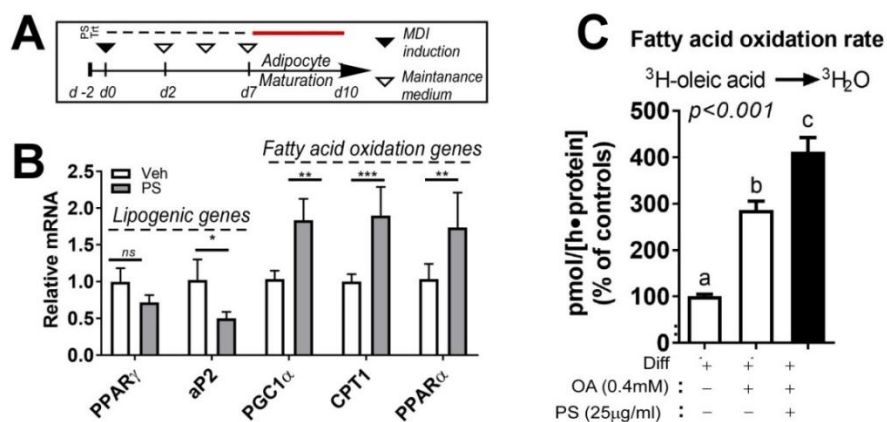 A
PS
Trt
MDI
induction
Adipocyte
Maturation
Maintanance
medium
d -2 d0 d2 d7 d10
B
Fatty acid oxidation genes
Veh
PS
Lipogenic genes
ns
*
**
***
**
Relative mRNA
2.5
2.0
1.5
1.0
0.5
0.0
PPARγ
aP2
PGC1α
CPT1
PPARα
C Fatty acid oxidation rate
³H-oleic acid ³H₂O
p<0.001
pmol/[h•protein]
(% of controls)
500
400
300
200
100
a
b
c
Diff + + +
OA (0.4mM) : – + +
PS (25µg/ml) : – – +